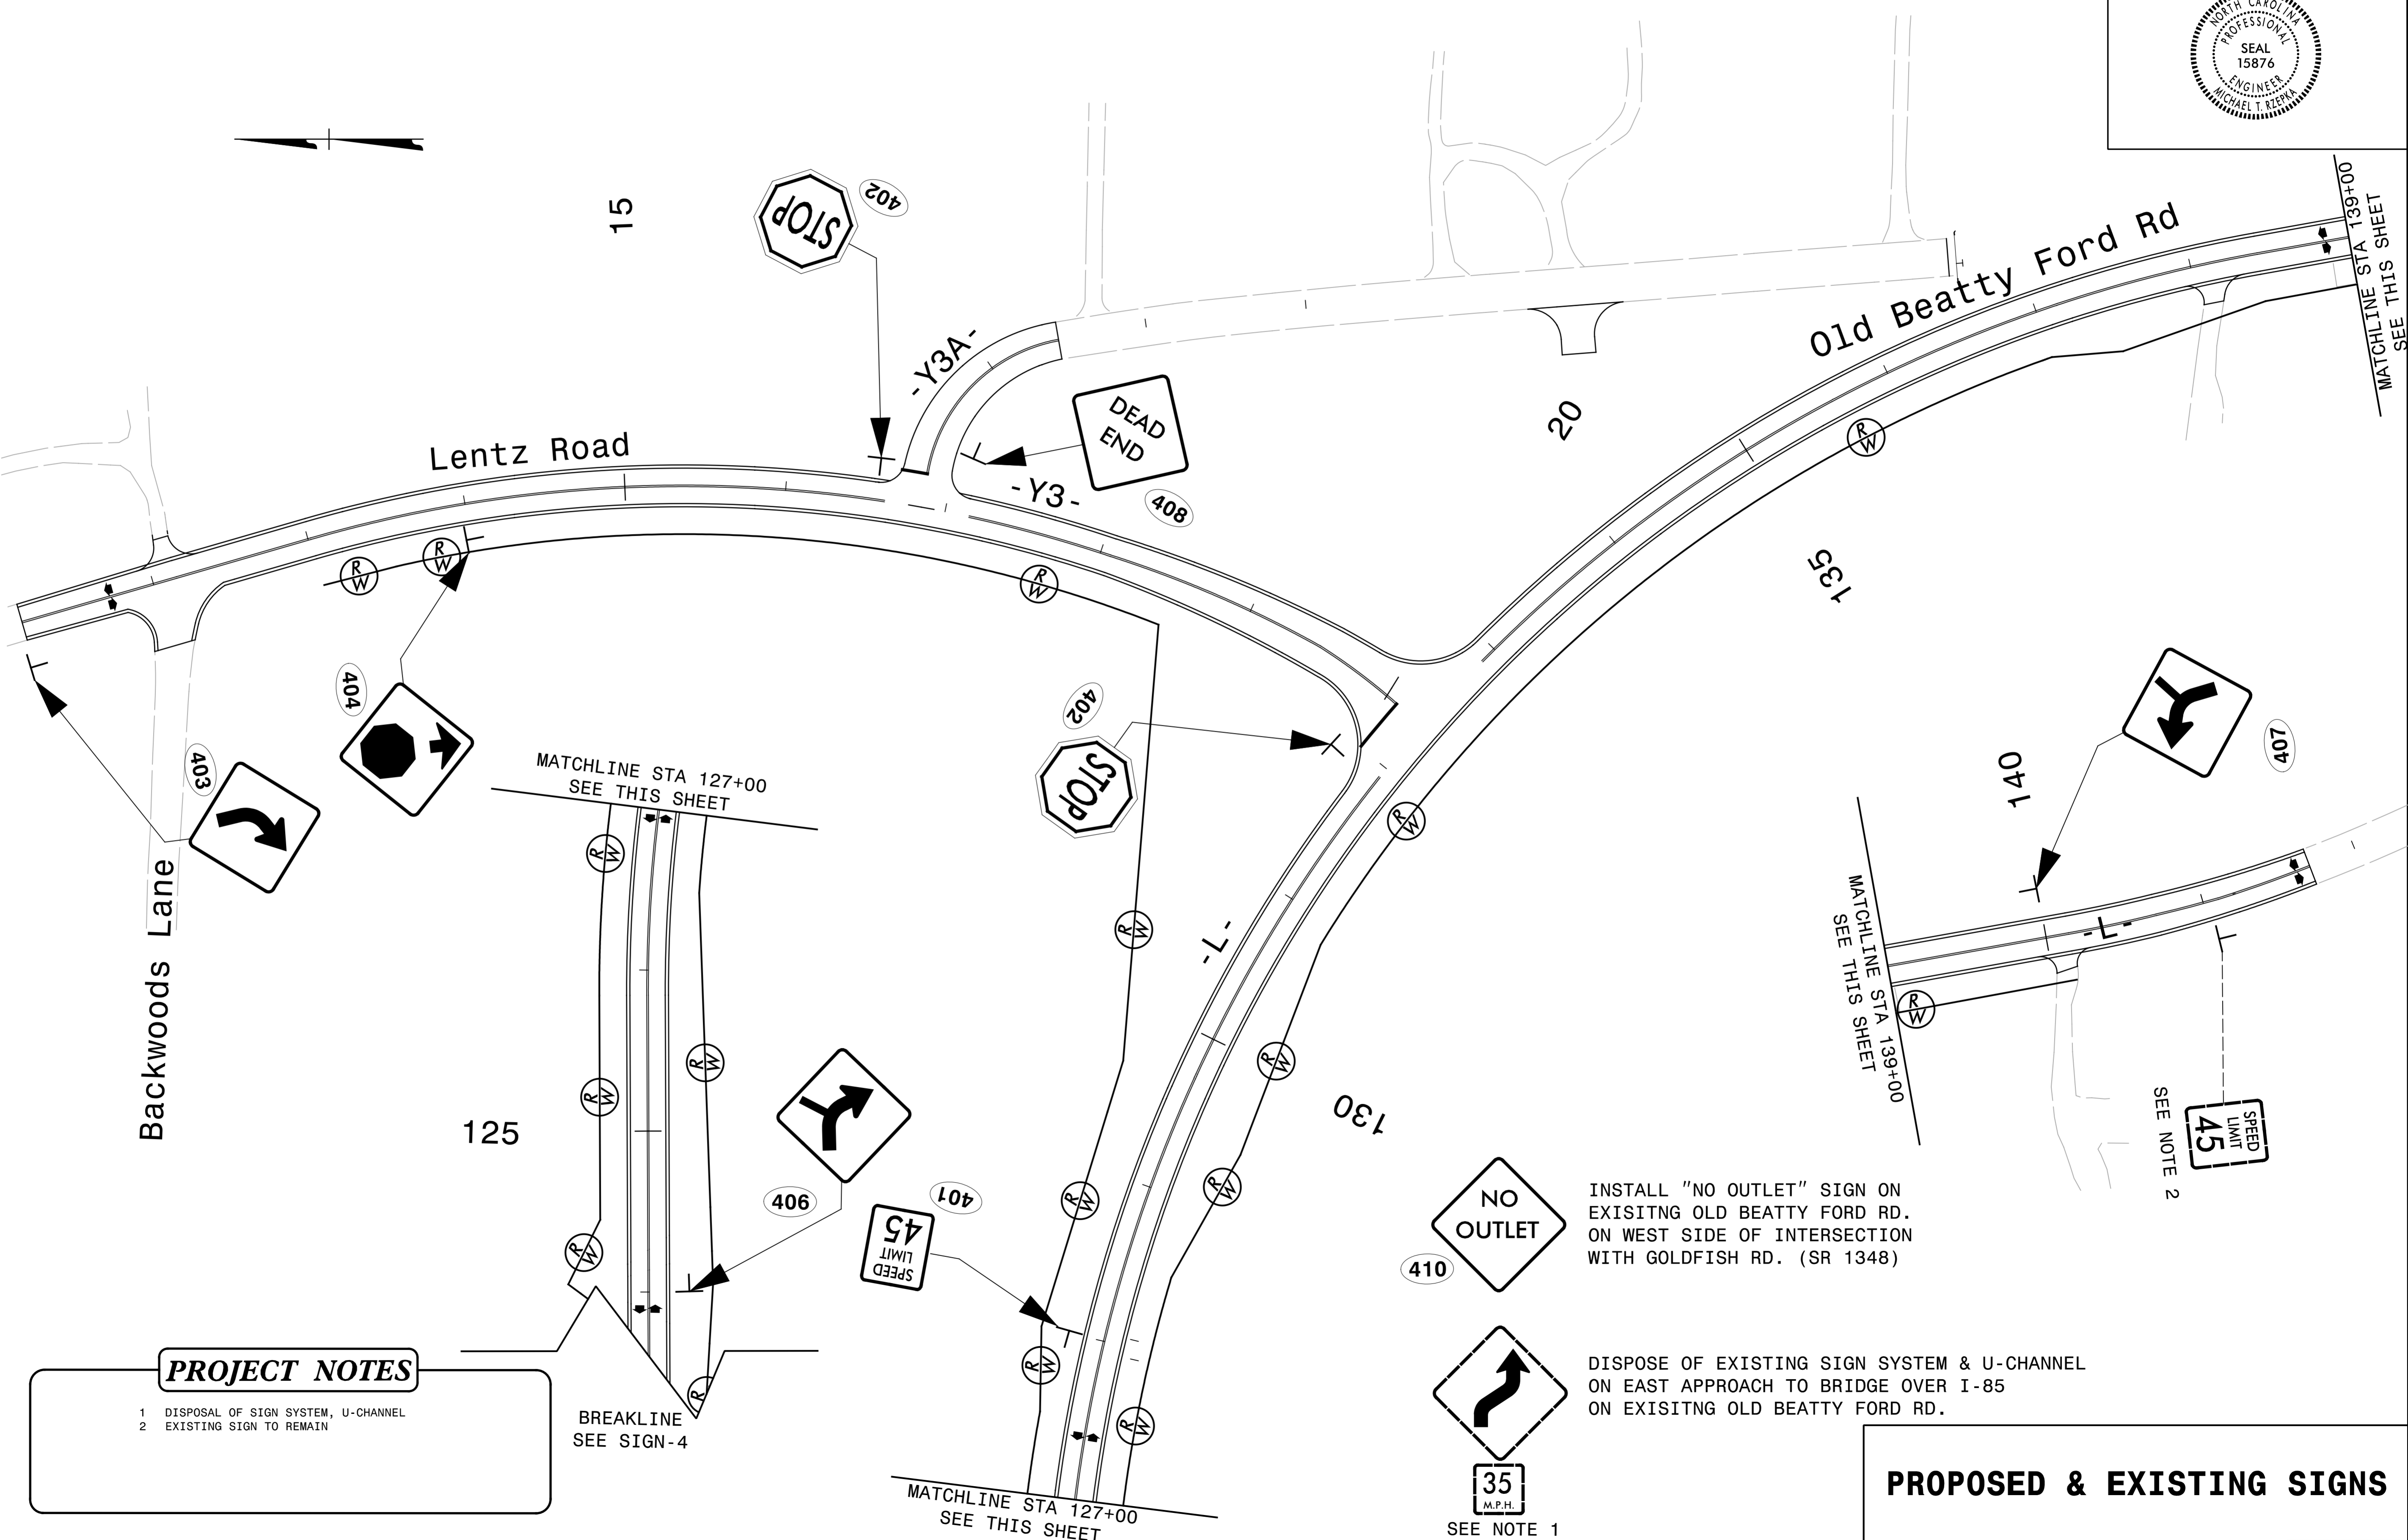 NORTH CAROLINA
PROFESSIONAL
SEAL
15876
ENGINEER
MICHAEL T. RZEPKA
15
STOP
402
-Y3A-
Old Beatty Ford Rd
MATCHLINE STA 139+00
SEE THIS SHEET
Lentz Road
DEAD
END
408
-Y3-
20
R
W
R
W
R
W
R
W
135
404
403
402
STOP
407
140
MATCHLINE STA 127+00
SEE THIS SHEET
R
W
R
W
Backwoods Lane
R
W
-L-
MATCHLINE STA 139+00
SEE THIS SHEET
-L-
R
W
R
W
R
W
R
W
125
130
SPEED
LIMIT
45
SEE NOTE 2
406
401
SPEED
LIMIT
45
R
W
R
W
R
W
R
W
R
W
R
NO
OUTLET
410
INSTALL "NO OUTLET" SIGN ON
EXISITNG OLD BEATTY FORD RD.
ON WEST SIDE OF INTERSECTION
WITH GOLDFISH RD. (SR 1348)
DISPOSE OF EXISTING SIGN SYSTEM & U-CHANNEL
ON EAST APPROACH TO BRIDGE OVER I-85
ON EXISITNG OLD BEATTY FORD RD.
35
M.P.H.
SEE NOTE 1
PROJECT NOTES
1 DISPOSAL OF SIGN SYSTEM, U-CHANNEL
2 EXISTING SIGN TO REMAIN
BREAKLINE
SEE SIGN-4
MATCHLINE STA 127+00
SEE THIS SHEET
PROPOSED & EXISTING SIGNS